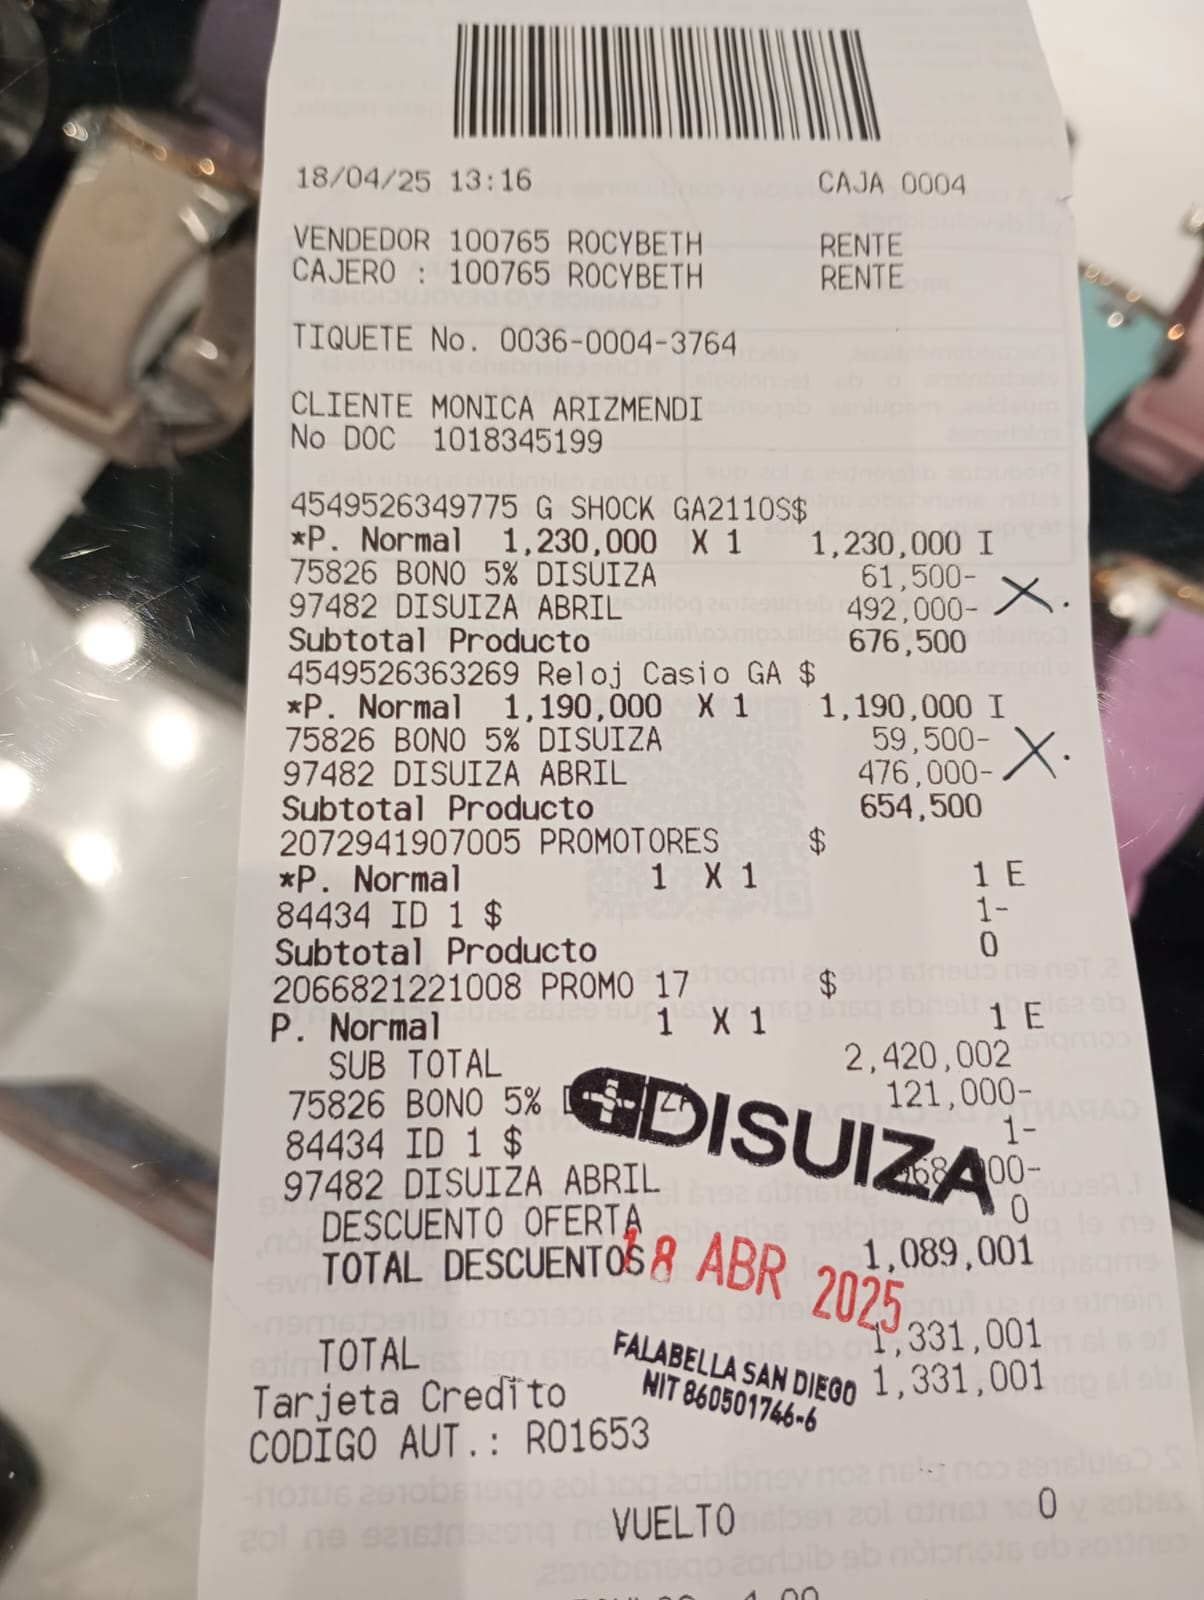 18/04/25 13:16 CAJA 0004
VENDEDOR 100765 ROCYBETH RENTE
CAJERO : 100765 ROCYBETH RENTE
TIQUETE No. 0036-0004-3764
CLIENTE MONICA ARIZMENDI
No DOC 1018345199
4549526349775 G SHOCK GA2110S$
*P. Normal 1,230,000 X 1 1,230,000 I
75826 BONO 5% DISUIZA 61,500-
97482 DISUIZA ABRIL 492,000- X.
Subtotal Producto 676,500
4549526363269 Reloj Casio GA $
*P. Normal 1,190,000 X 1 1,190,000 I
75826 BONO 5% DISUIZA 59,500-
97482 DISUIZA ABRIL 476,000- X.
Subtotal Producto 654,500
2072941907005 PROMOTORES $
*P. Normal 1 X 1 1 E
84434 ID 1 $ 1-
Subtotal Producto 0
2066821221008 PROMO 17 $
P. Normal 1 X 1 1 E
SUB TOTAL 2,420,002
75826 BONO 5% 121,000-
DISUIZA
84434 ID 1 $ 1-
97482 DISUIZA ABRIL
DESCUENTO OFERTA 0
TOTAL DESCUENTOS 1,089,001
18 ABR 2025
TOTAL 1,331,001
FALABELLA SAN DIEGO
NIT 860501746-6
Tarjeta Credito 1,331,001
CODIGO AUT.: R01653
VUELTO 0